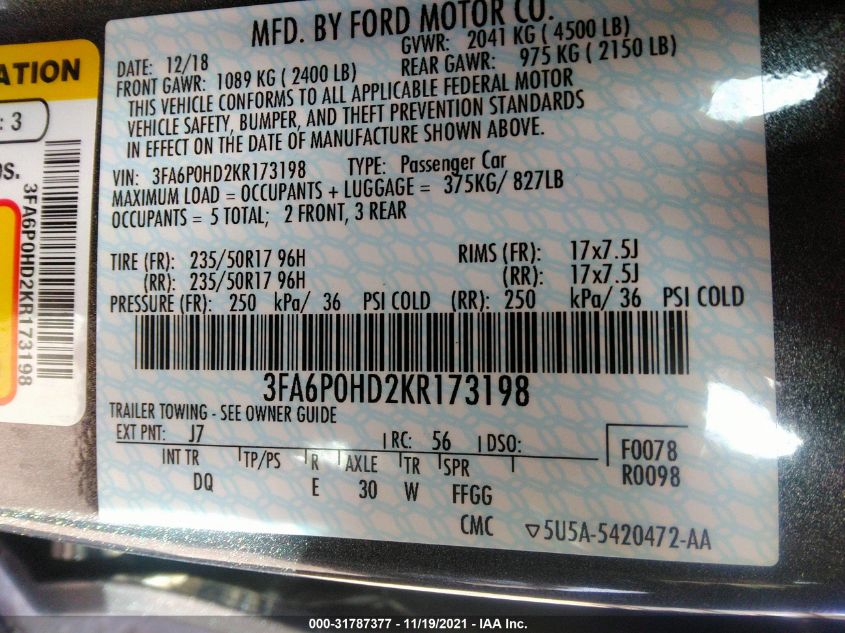 MFD. BY FORD MOTOR CO.
DATE: 12/18 GVWR: 2041 KG ( 4500 LB)
FRONT GAWR: 1089 KG ( 2400 LB) REAR GAWR: 975 KG ( 2150 LB)
THIS VEHICLE CONFORMS TO ALL APPLICABLE FEDERAL MOTOR
VEHICLE SAFETY, BUMPER, AND THEFT PREVENTION STANDARDS
IN EFFECT ON THE DATE OF MANUFACTURE SHOWN ABOVE.
VIN: 3FA6P0HD2KR173198 TYPE: Passenger Car
MAXIMUM LOAD = OCCUPANTS + LUGGAGE = 375KG/ 827LB
OCCUPANTS = 5 TOTAL; 2 FRONT, 3 REAR
TIRE (FR): 235/50R17 96H RIMS (FR): 17x7.5J
(RR): 235/50R17 96H (RR): 17x7.5J
PRESSURE (FR): 250 kPa/ 36 PSI COLD (RR): 250 kPa/ 36 PSI COLD
3FA6P0HD2KR173198
TRAILER TOWING - SEE OWNER GUIDE
EXT PNT: J7 RC: 56 DSO:
INT TR TP/PS R AXLE TR SPR
DQ E 30 W FFGG
F0078
R0098
CMC ▽5U5A-5420472-AA
ATION
: 3
3FA6P0HD2KR173198
000-31787377 - 11/19/2021 - IAA Inc.